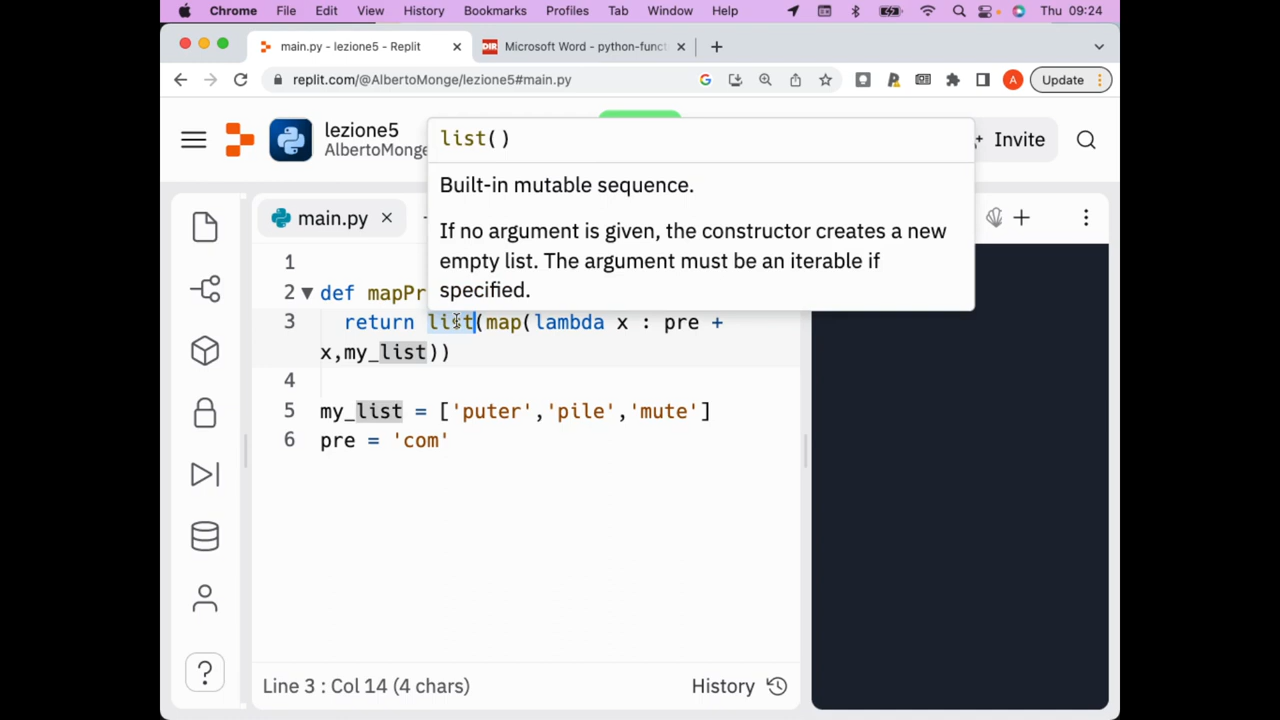 Chrome File Edit View History Bookmarks Profiles Tab Window Help Thu 09:24
main.py - lezione5 - Replit
DIR Microsoft Word - python-funct
replit.com/@AlbertoMonge/lezione5#main.py
G A Update
lezione5
AlbertoMonge
Invite
list()
Built-in mutable sequence.
If no argument is given, the constructor creates a new
empty list. The argument must be an iterable if
specified.
main.py
1
2 def mapPr
3 return list(map(lambda x : pre +
x,my_list))
4
5 my_list = ['puter','pile','mute']
6 pre = 'com'
?
Line 3 : Col 14 (4 chars)
History